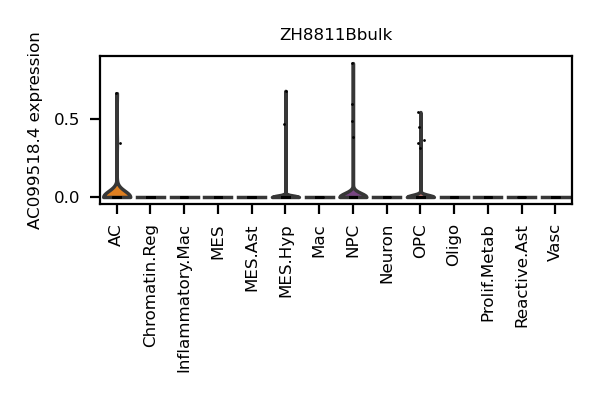 ZH8811Bbulk
AC099518.4 expression
0.5
0.0
AC
Chromatin.Reg
Inflammatory.Mac
MES
MES.Ast
MES.Hyp
Mac
NPC
Neuron
OPC
Oligo
Prolif.Metab
Reactive.Ast
Vasc